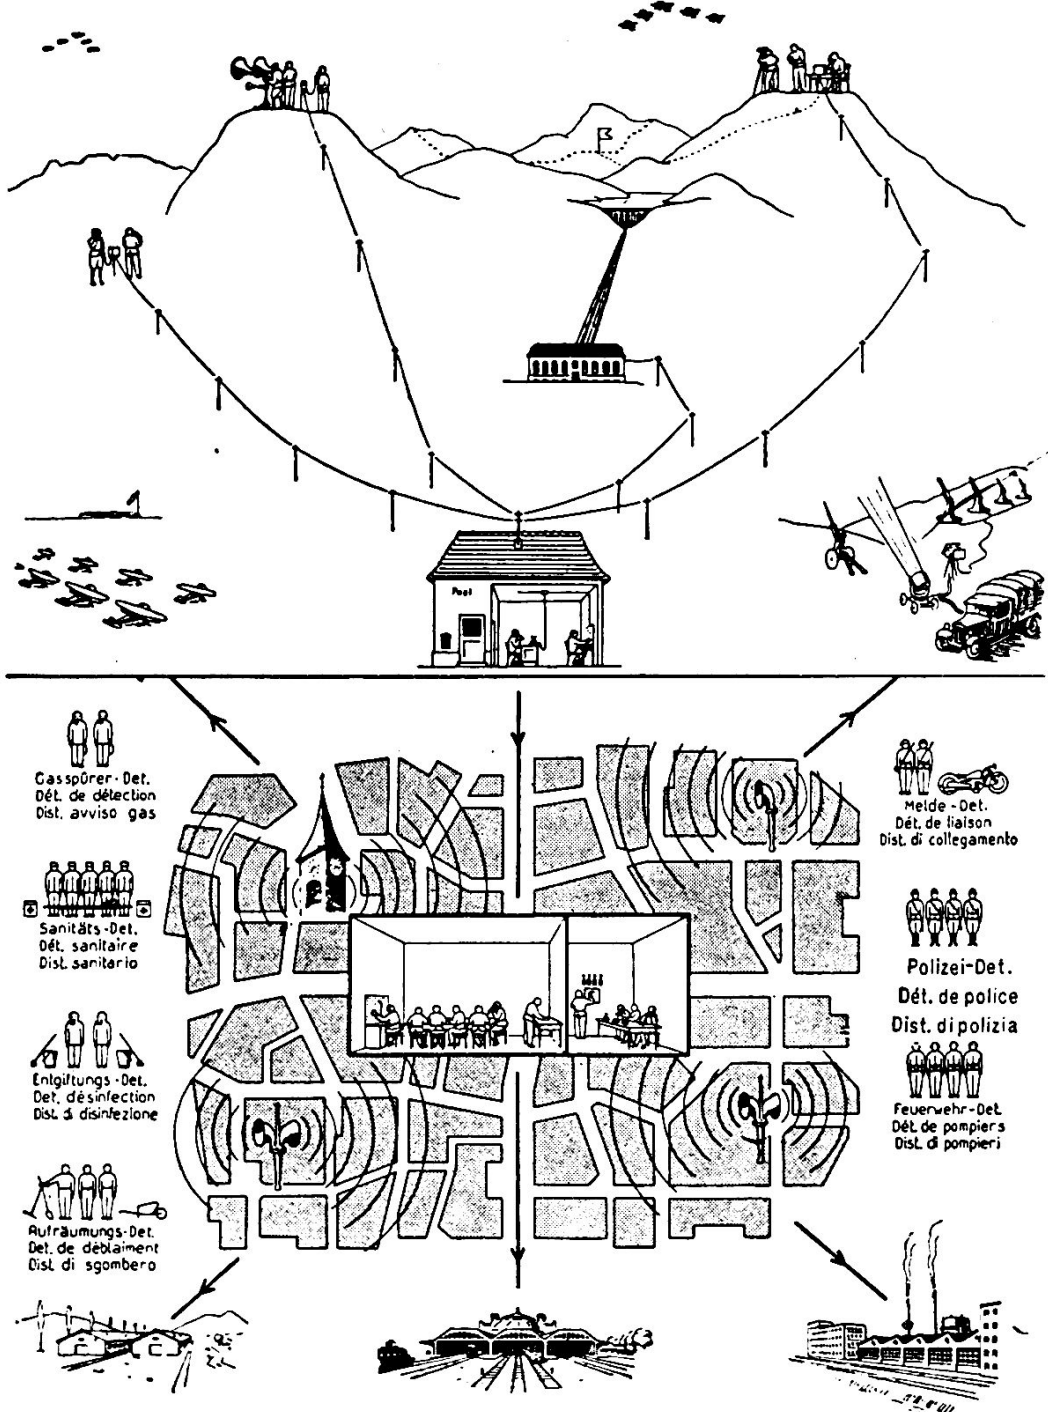 Post
Gasspürer-Det.
Dét. de détection
Dist. avviso gas
Sanitäts-Det.
Dét. sanitaire
Dist. sanitario
Entgiftungs-Det.
Det. désinfection
Dist. di disinfezione
Aufräumungs-Det.
Det. de déblaiment
Dist. di sgombero
Melde-Det.
Dét. de liaison
Dist. di collegamento
Polizei-Det.
Dét. de police
Dist. di polizia
Feuerwehr-Det.
Dét. de pompiers
Dist. di pompieri